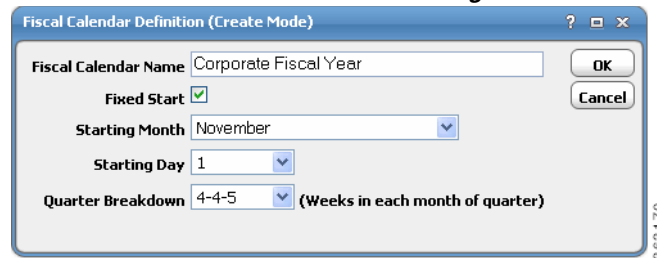 Fiscal Calendar Definition (Create Mode)
Fiscal Calendar Name Corporate Fiscal Year
OK
Fixed Start
Cancel
Starting Month November
Starting Day 1
Quarter Breakdown 4-4-5 (Weeks in each month of quarter)